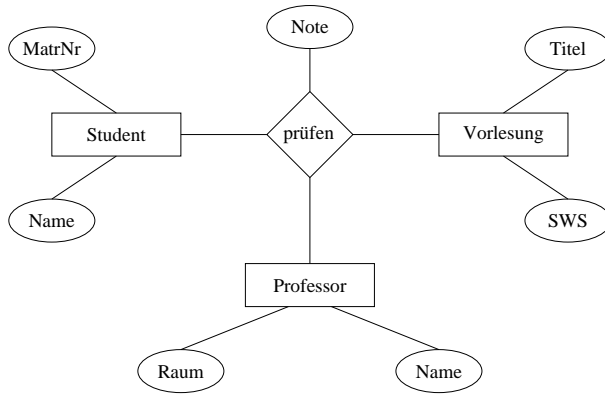 Note
MatrNr
Titel
Student
prüfen
Vorlesung
Name
SWS
Professor
Raum
Name